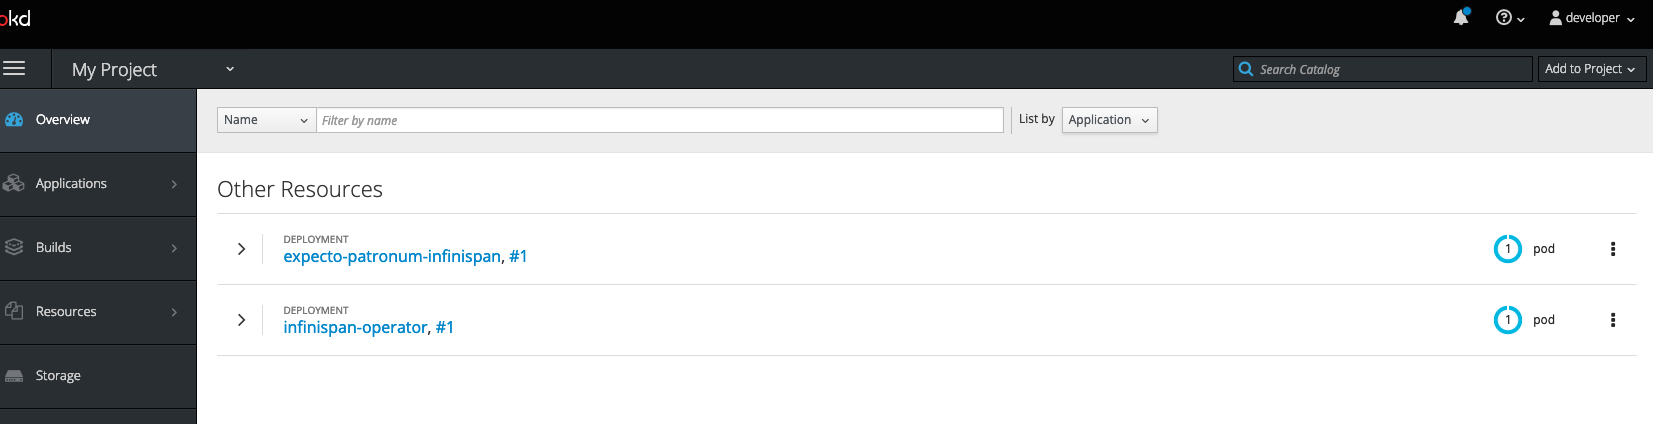 okd
developer
My Project
Search Catalog
Add to Project
Overview
Name
Filter by name
List by
Application
Applications
Builds
Resources
Storage
Other Resources
DEPLOYMENT
expecto-patronum-infinispan, #1
1 pod
DEPLOYMENT
infinispan-operator, #1
1 pod